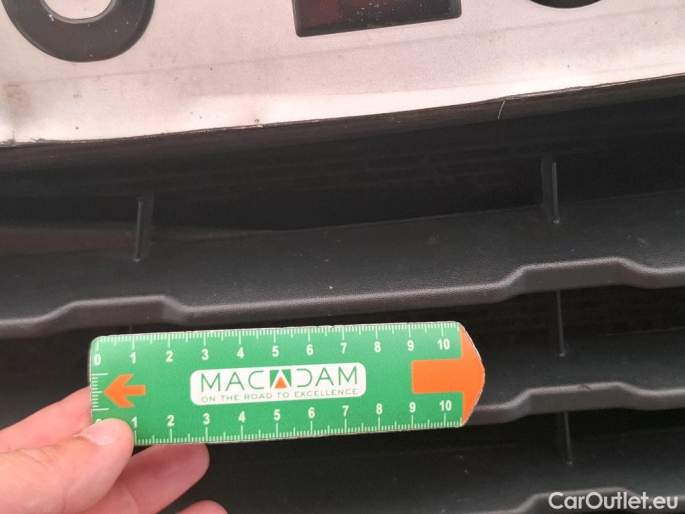 0 1 2 3 4 5 6 7 8 9 10
MACADAM
ON THE ROAD TO EXCELLENCE
0 1 2 3 4 5 6 7 8 9 10
CarOutlet.eu